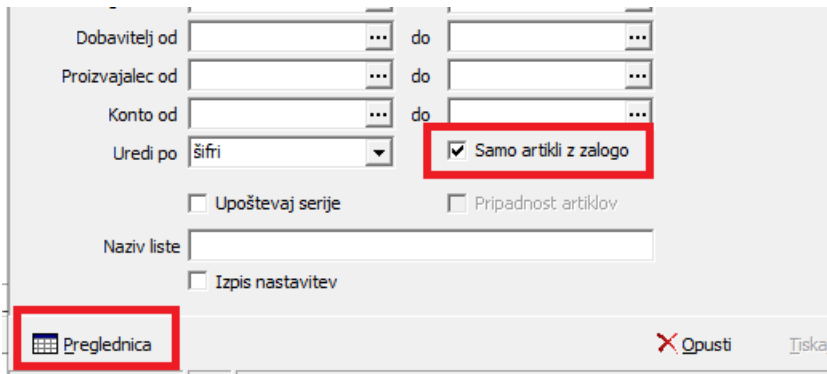 Dobavitelj od ... do ...
Proizvajalec od ... do ...
Konto od ... do ...
Uredi po šifri Samo artikli z zalogo
Upoštevaj serije Pripadnost artiklov
Naziv liste
Izpis nastavitev
Preglednica Opusti